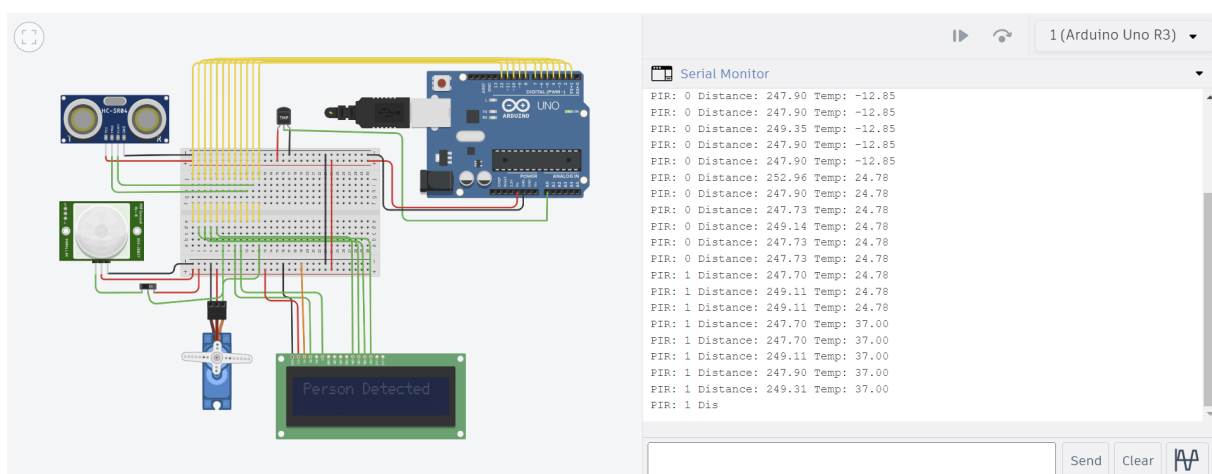 1 (Arduino Uno R3)
Serial Monitor
HC-SR04
TMP
DIGITAL (PWM ~)
UNO
ARDUINO
POWER
ANALOG IN
Person Detected
PIR: 0 Distance: 247.90 Temp: -12.85
PIR: 0 Distance: 247.90 Temp: -12.85
PIR: 0 Distance: 249.35 Temp: -12.85
PIR: 0 Distance: 247.90 Temp: -12.85
PIR: 0 Distance: 247.90 Temp: -12.85
PIR: 0 Distance: 252.96 Temp: 24.78
PIR: 0 Distance: 247.90 Temp: 24.78
PIR: 0 Distance: 247.73 Temp: 24.78
PIR: 0 Distance: 249.14 Temp: 24.78
PIR: 0 Distance: 247.73 Temp: 24.78
PIR: 0 Distance: 247.73 Temp: 24.78
PIR: 1 Distance: 247.70 Temp: 24.78
PIR: 1 Distance: 249.11 Temp: 24.78
PIR: 1 Distance: 249.11 Temp: 24.78
PIR: 1 Distance: 247.70 Temp: 37.00
PIR: 1 Distance: 247.70 Temp: 37.00
PIR: 1 Distance: 249.11 Temp: 37.00
PIR: 1 Distance: 247.90 Temp: 37.00
PIR: 1 Distance: 249.31 Temp: 37.00
PIR: 1 Dis
Send
Clear